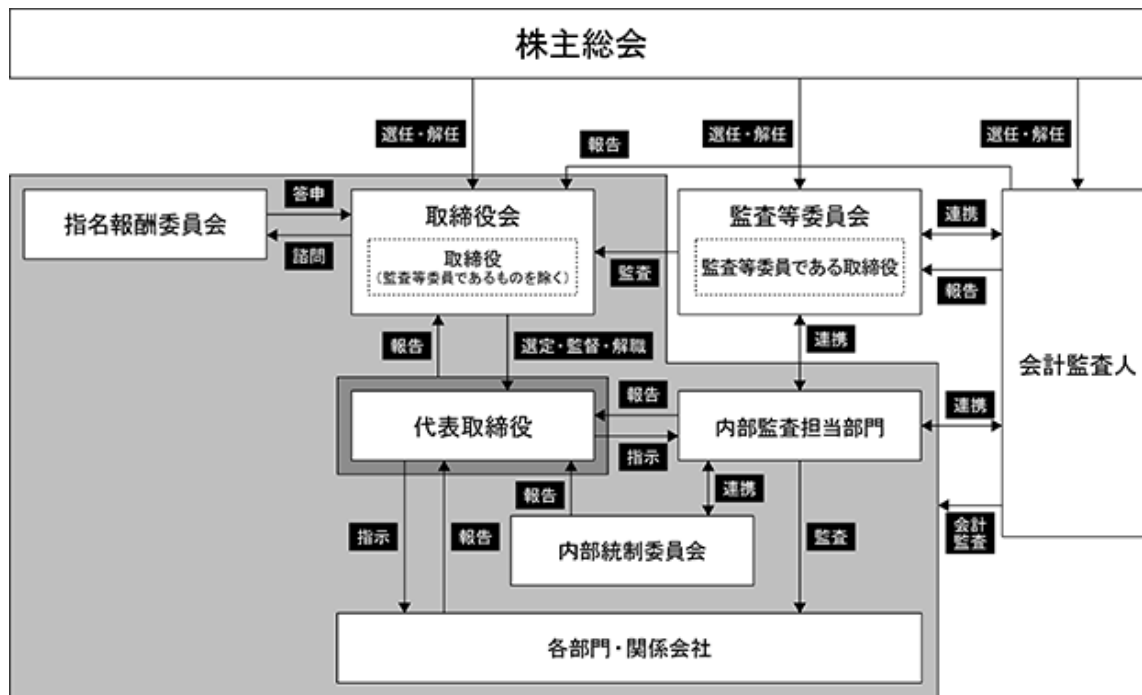 株主総会
選任・解任
選任・解任
選任・解任
報告
指名報酬委員会
答申
諮問
取締役会
取締役
(監査等委員であるものを除く)
監査
監査等委員会
監査等委員である取締役
連携
報告
会計監査人
報告
選定・監督・解職
連携
代表取締役
報告
指示
内部監査担当部門
連携
報告
連携
内部統制委員会
指示
報告
監査
会計
監査
各部門・関係会社